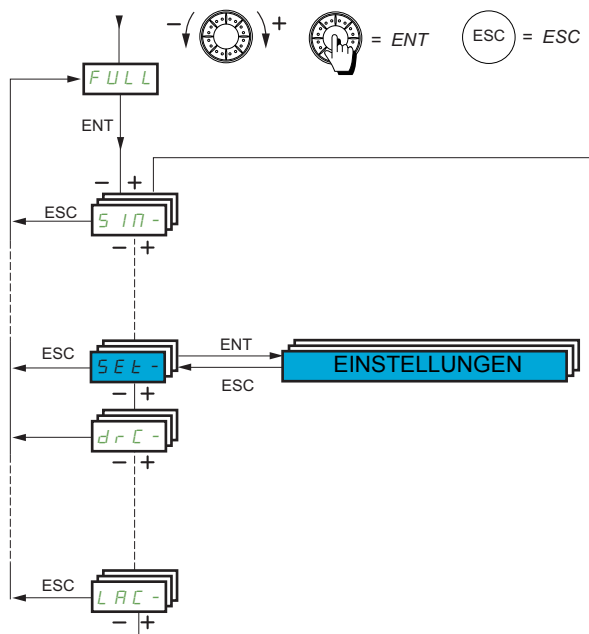 − +
= ENT
ESC = ESC
FULL
ENT
− +
ESC
SIM-
− +
ESC
SEt-
ENT
ESC
EINSTELLUNGEN
− +
drC-
− +
ESC
LAC-
− +